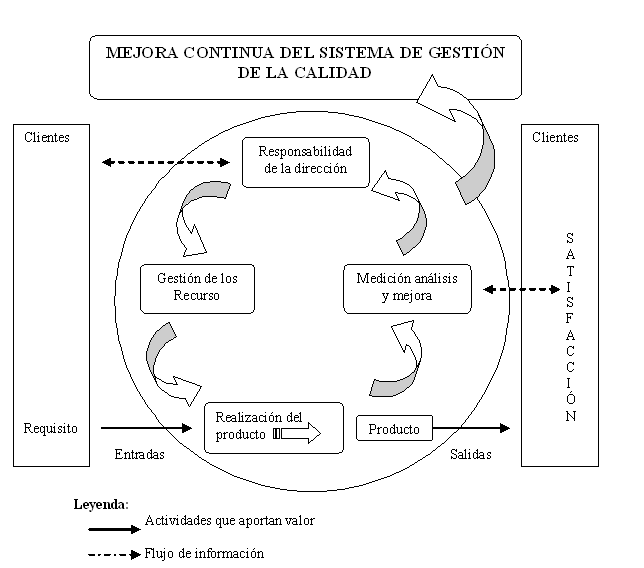 MEJORA CONTINUA DEL SISTEMA DE GESTIÓN
DE LA CALIDAD
Clientes
Clientes
Responsabilidad
de la dirección
Gestión de los
Recurso
Medición análisis
y mejora
SATISFACCIÓN
Realización del
producto
Producto
Requisito
Entradas
Salidas
Leyenda:
Actividades que aportan valor
Flujo de información